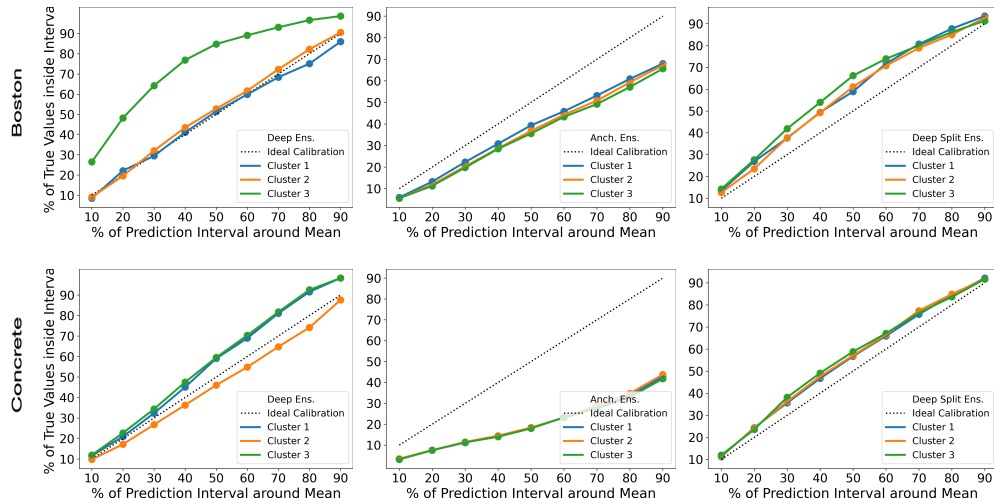 Boston
% of True Values inside Interva
90
80
70
60
50
40
30
20
10
10 20 30 40 50 60 70 80 90
% of Prediction Interval around Mean
Deep Ens.
Ideal Calibration
Cluster 1
Cluster 2
Cluster 3
90
80
70
60
50
40
30
20
10
10 20 30 40 50 60 70 80 90
% of Prediction Interval around Mean
Anch. Ens.
Ideal Calibration
Cluster 1
Cluster 2
Cluster 3
90
80
70
60
50
40
30
20
10
10 20 30 40 50 60 70 80 90
% of Prediction Interval around Mean
Deep Split Ens.
Ideal Calibration
Cluster 1
Cluster 2
Cluster 3
Concrete
% of True Values inside Interva
90
80
70
60
50
40
30
20
10
10 20 30 40 50 60 70 80 90
% of Prediction Interval around Mean
Deep Ens.
Ideal Calibration
Cluster 1
Cluster 2
Cluster 3
90
80
70
60
50
40
30
20
10
10 20 30 40 50 60 70 80 90
% of Prediction Interval around Mean
Anch. Ens.
Ideal Calibration
Cluster 1
Cluster 2
Cluster 3
90
80
70
60
50
40
30
20
10
10 20 30 40 50 60 70 80 90
% of Prediction Interval around Mean
Deep Split Ens.
Ideal Calibration
Cluster 1
Cluster 2
Cluster 3